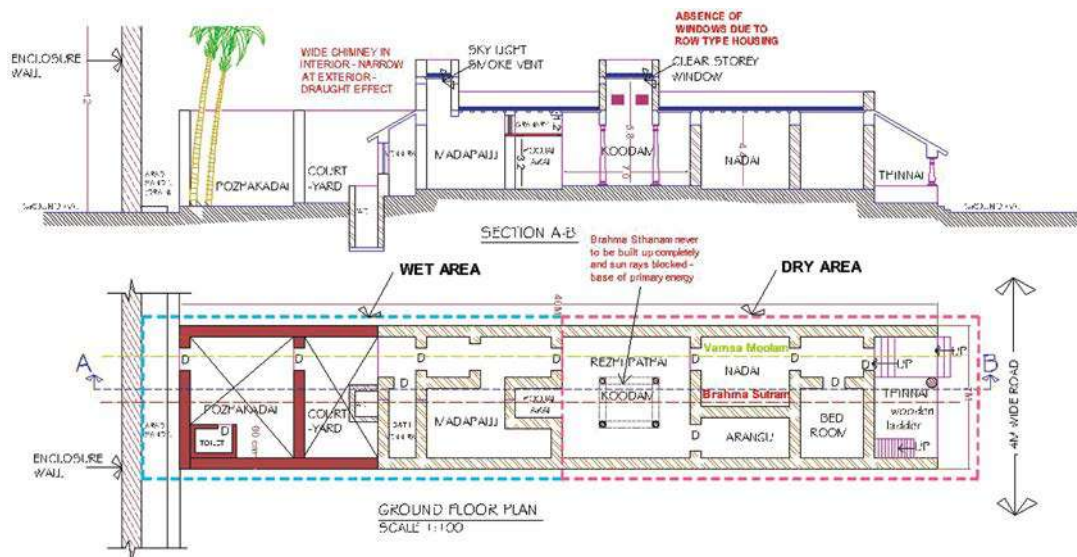 ENCLOSURE
WALL
WIDE CHIMNEY IN
INTERIOR - NARROW
AT EXTERIOR -
DRAUGHT EFFECT
SKY LIGHT
SMOKE VENT
ABSENCE OF
WINDOWS DUE TO
ROW TYPE HOUSING
CLEAR STOREY
WINDOW
POZHAKADAI
COURT
-YARD
MADAPALLI
KOODAM
NADAI
THINNAI
SECTION A-B
WET AREA
Brahma Sthanam never
to be built up completely
and sun rays blocked -
base of primary energy
DRY AREA
A
B
D
D
D
D
D
D
D
D
D
D
POZHAKADAI
TOILET
60 cm
COURT
-YARD
MADAPALLI
KOODAM
Vamsa Moolam
NADAI
Brahma Sutram
ARANGU
BED
ROOM
UP
UP
THINNAI
wooden
ladder
UP
4M WIDE ROAD
ENCLOSURE
WALL
GROUND FLOOR PLAN
SCALE 1:100